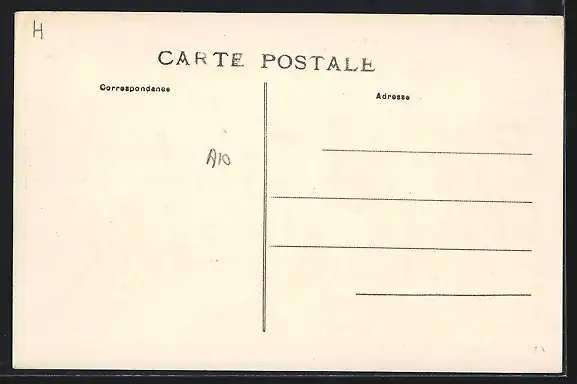 H
CARTE POSTALE
Correspondance
Adresse
A10